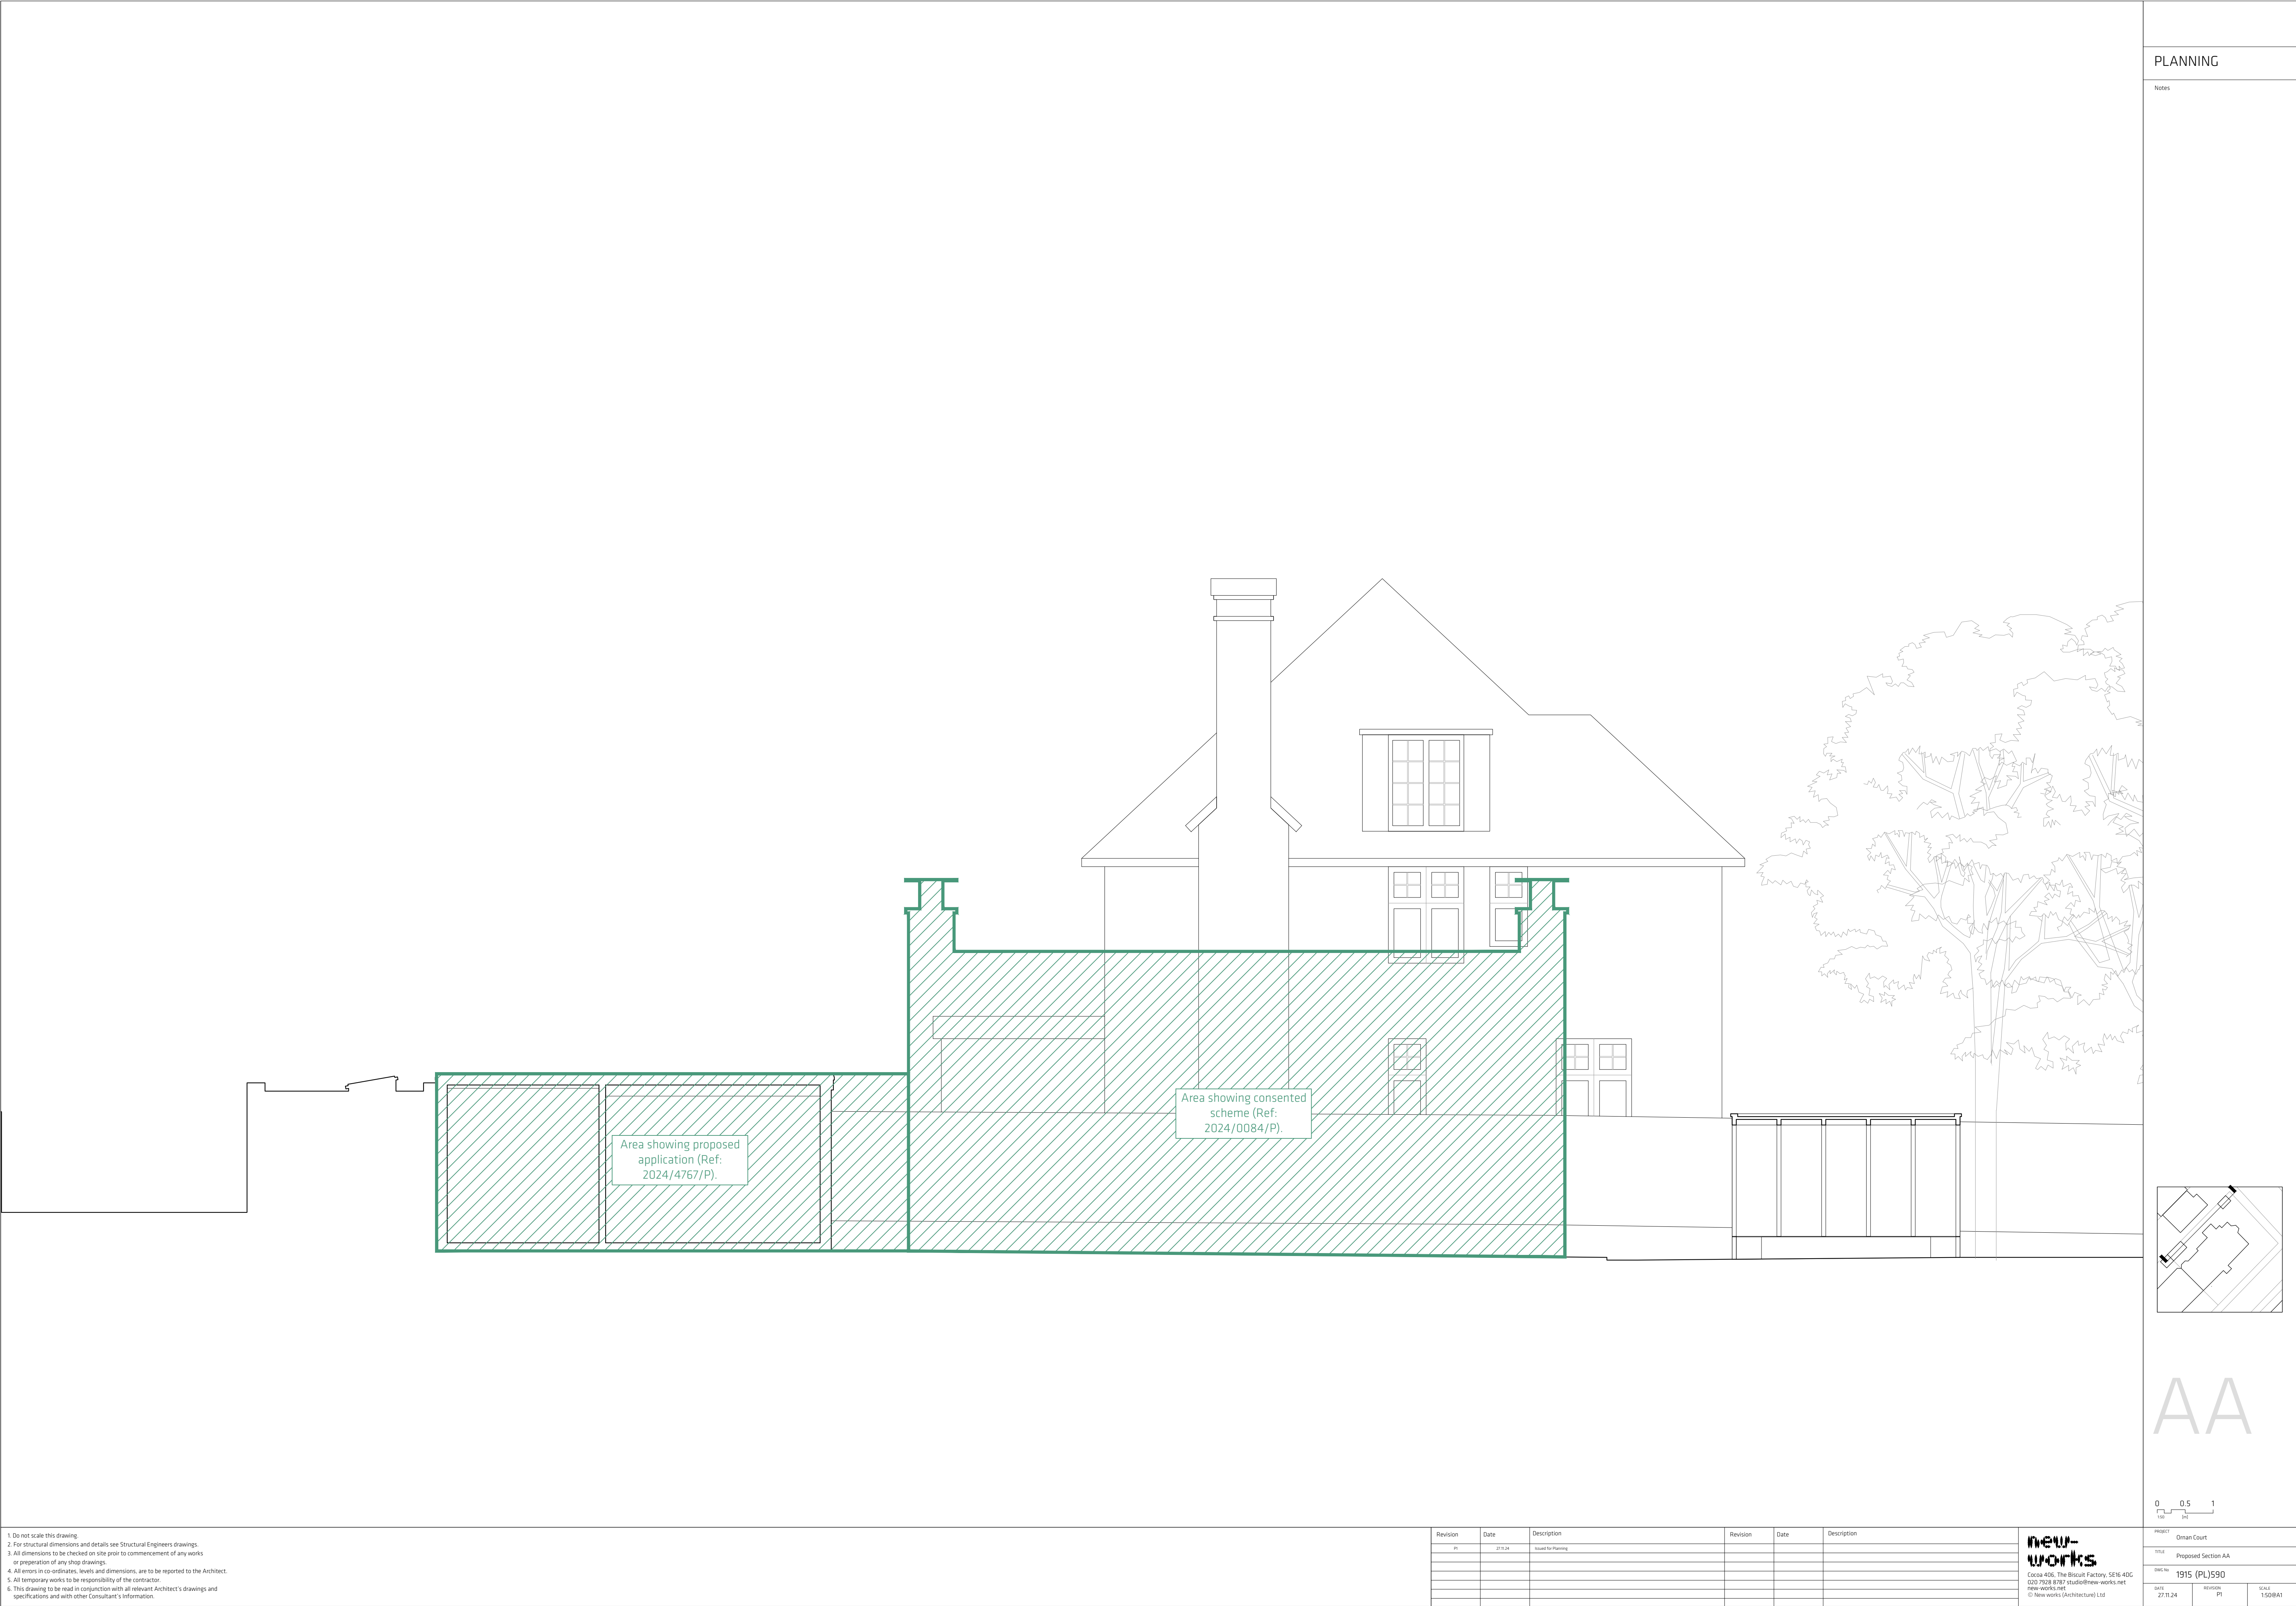 PLANNING
Notes
Area showing consented
scheme (Ref:
2024/0084/P).
Area showing proposed
application (Ref:
2024/4767/P).
AA
0 0.5 1
1:50 [m]
1. Do not scale this drawing.
2. For structural dimensions and details see Structural Engineers drawings.
3. All dimensions to be checked on site proir to commencement of any works
or preperation of any shop drawings.
4. All errors in co-ordinates, levels and dimensions, are to be reported to the Architect.
5. All temporary works to be responsibility of the contractor.
6. This drawing to be read in conjunction with all relevant Architect's drawings and
specifications and with other Consultant's Information.
Revision Date Description Revision Date Description
P1 27.11.24 Issued for Planning
new-
works
Cocoa 406, The Biscuit Factory, SE16 4DG
020 7928 8787 studio@new-works.net
new-works.net
© New works (Architecture) Ltd
PROJECT
Ornan Court
TITLE
Proposed Section AA
DWG No
1915 (PL)590
DATE REVISION SCALE
27.11.24 P1 1:50@A1